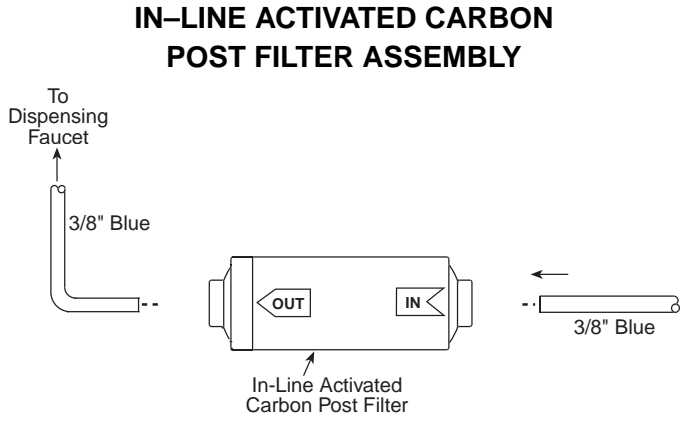 IN–LINE ACTIVATED CARBON
POST FILTER ASSEMBLY
To
Dispensing
Faucet
3/8" Blue
OUT
IN
3/8" Blue
In-Line Activated
Carbon Post Filter